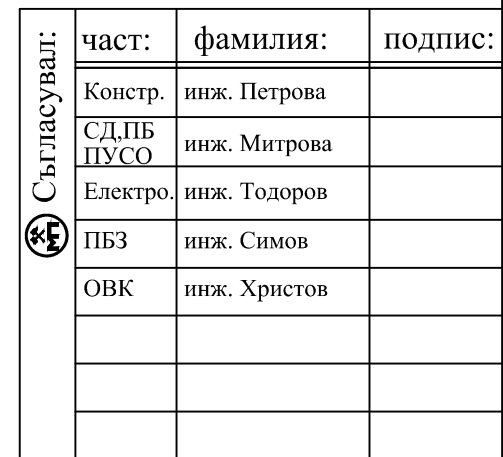 Съгласувал:
част: фамилия: подпис:
Констр. инж. Петрова
СД,ПБ
ПУСО инж. Митрова
Електро. инж. Тодоров
ПБЗ инж. Симов
ОВК инж. Христов